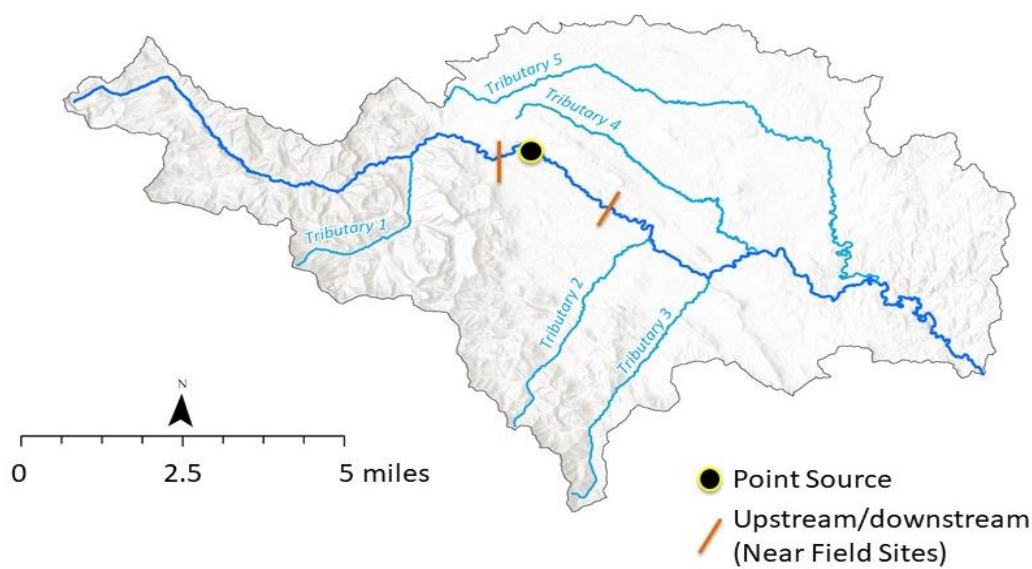 Tributary 5
Tributary 4
Tributary 1
Tributary 2
Tributary 3
N
0 2.5 5 miles
Point Source
Upstream/downstream
(Near Field Sites)